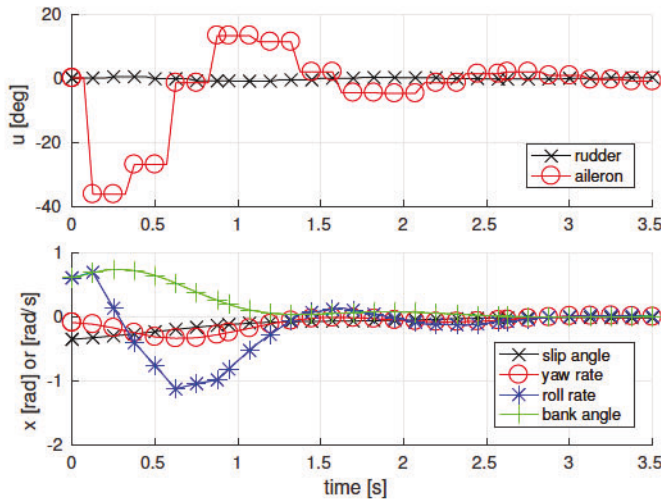 20
0
-20
-40
u [deg]
0
0.5
1
1.5
2
2.5
3
3.5
rudder
aileron
1
0
-1
-2
x [rad] or [rad/s]
slip angle
yaw rate
roll rate
bank angle
0
0.5
1
1.5
2
2.5
3
3.5
time [s]